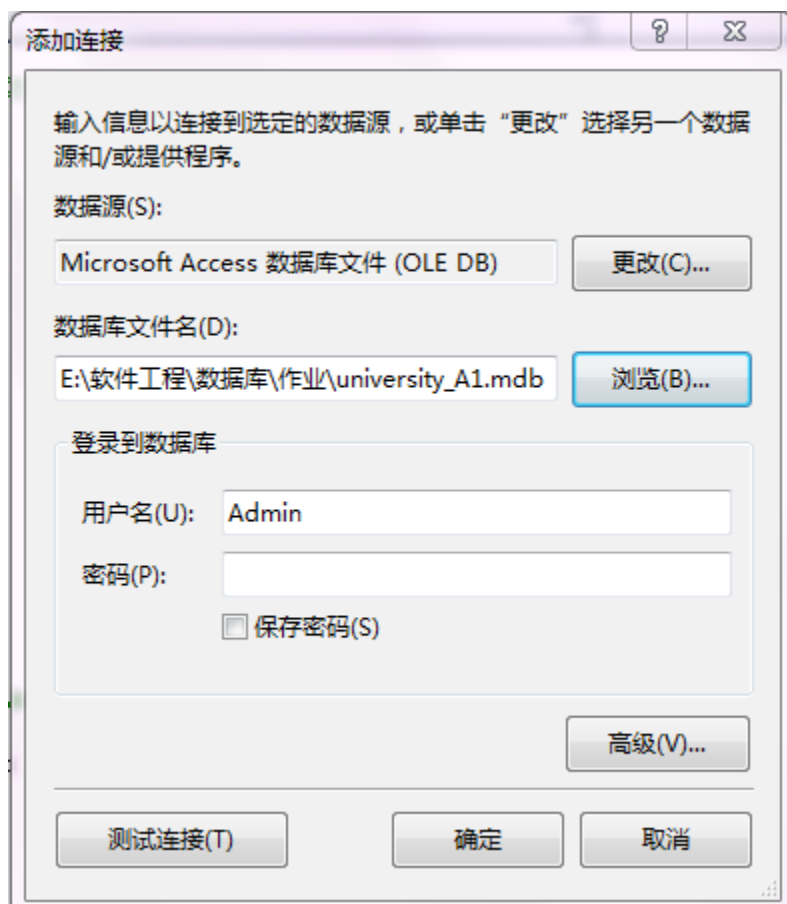 添加连接
输入信息以连接到选定的数据源，或单击“更改”选择另一个数据
源和/或提供程序。
数据源(S):
Microsoft Access 数据库文件 (OLE DB)
更改(C)...
数据库文件名(D):
E:\软件工程\数据库\作业\university_A1.mdb
浏览(B)...
登录到数据库
用户名(U):
Admin
密码(P):
保存密码(S)
高级(V)...
测试连接(T)
确定
取消